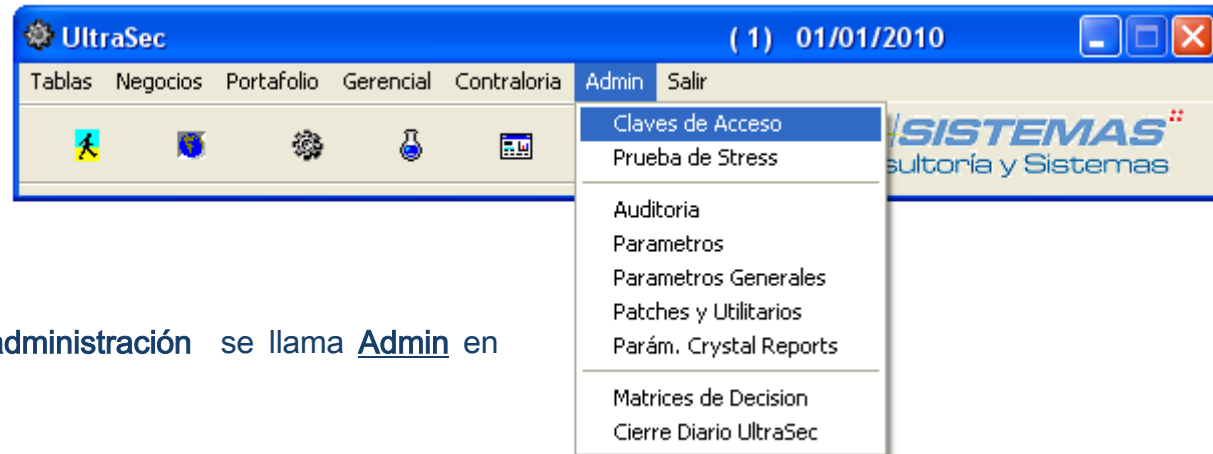 UltraSec ( 1) 01/01/2010
Tablas Negocios Portafolio Gerencial Contraloria Admin Salir
Claves de Acceso
SISTEMAS
Prueba de Stress
y Sistemas
Auditoria
Parametros
Parametros Generales
Patches y Utilitarios
administración se llama Admin en
Parám. Crystal Reports
Matrices de Decision
Cierre Diario UltraSec